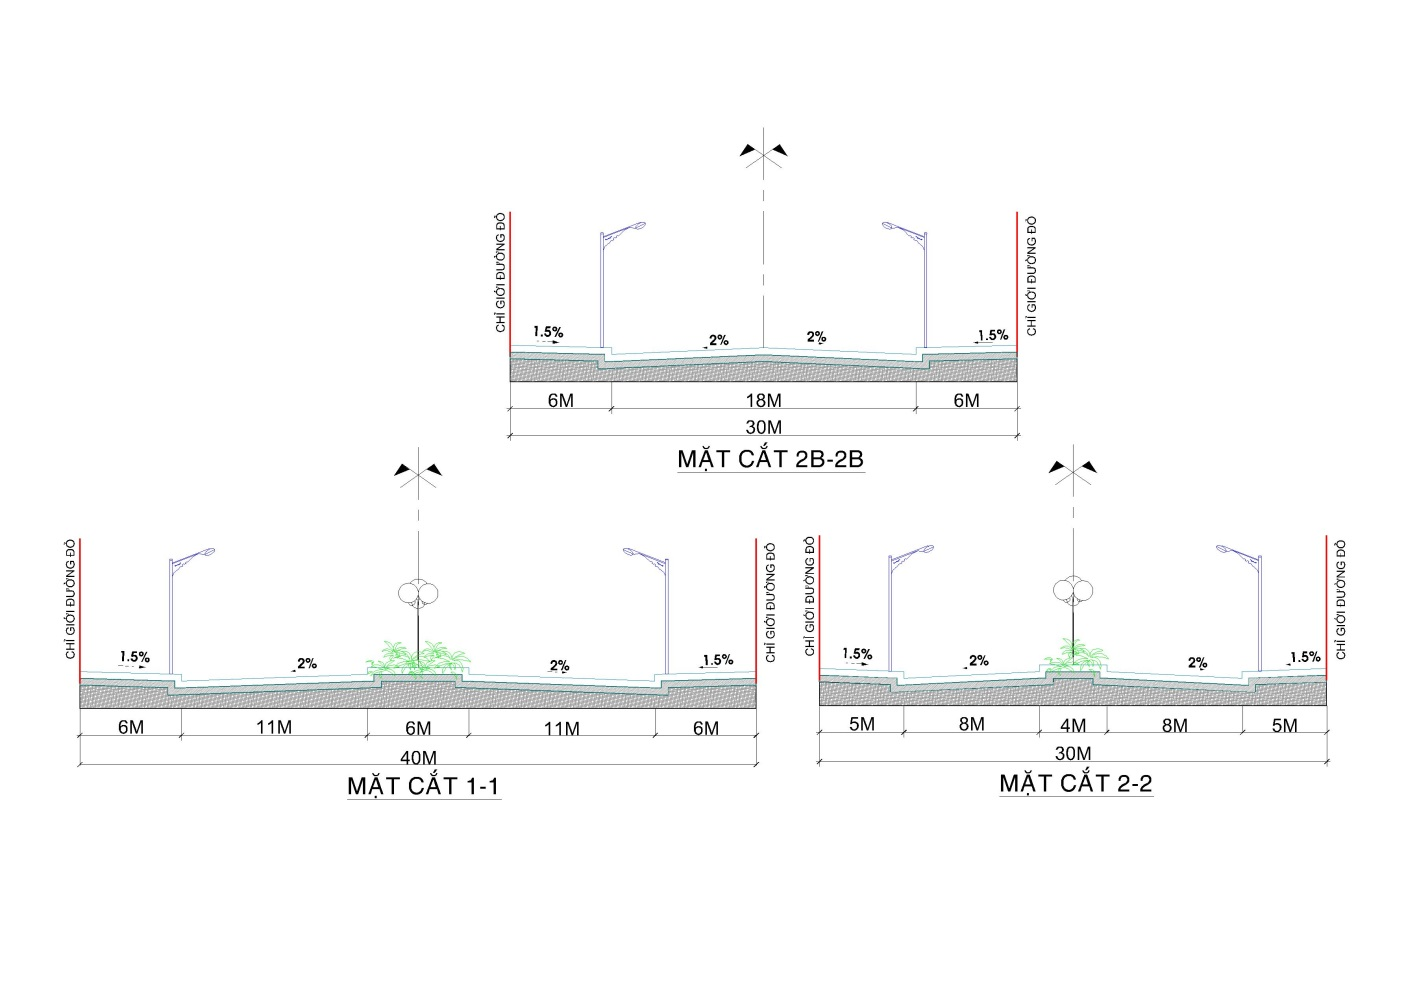 CHỈ GIỚI ĐƯỜNG ĐỎ
CHỈ GIỚI ĐƯỜNG ĐỎ
1.5%
2%
2%
1.5%
6M
18M
6M
30M
MẶT CẮT 2B-2B
CHỈ GIỚI ĐƯỜNG ĐỎ
CHỈ GIỚI ĐƯỜNG ĐỎ
1.5%
2%
2%
1.5%
6M
11M
6M
11M
6M
40M
MẶT CẮT 1-1
CHỈ GIỚI ĐƯỜNG ĐỎ
CHỈ GIỚI ĐƯỜNG ĐỎ
1.5%
2%
2%
1.5%
5M
8M
4M
8M
5M
30M
MẶT CẮT 2-2